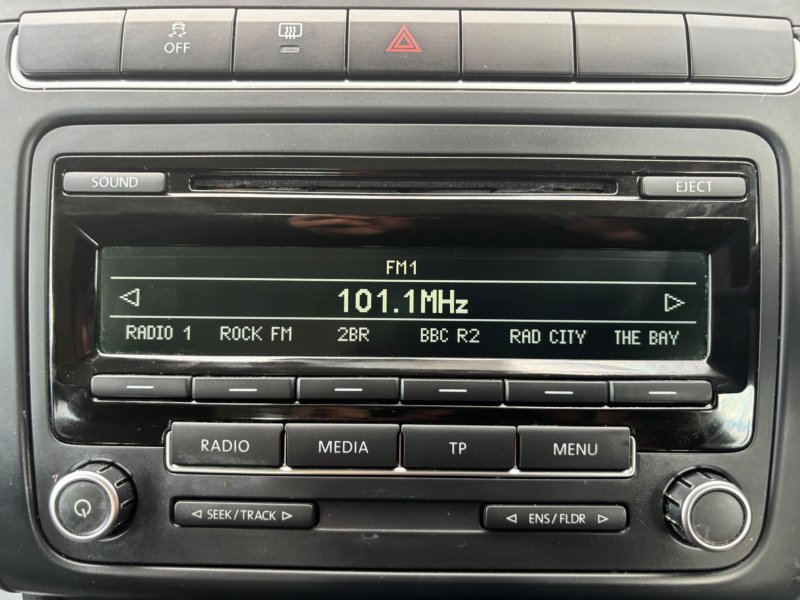 OFF
SOUND
EJECT
FM1
101.1MHz
RADIO 1 ROCK FM 2BR BBC R2 RAD CITY THE BAY
RADIO MEDIA TP MENU
SEEK/TRACK ENS/FLDR